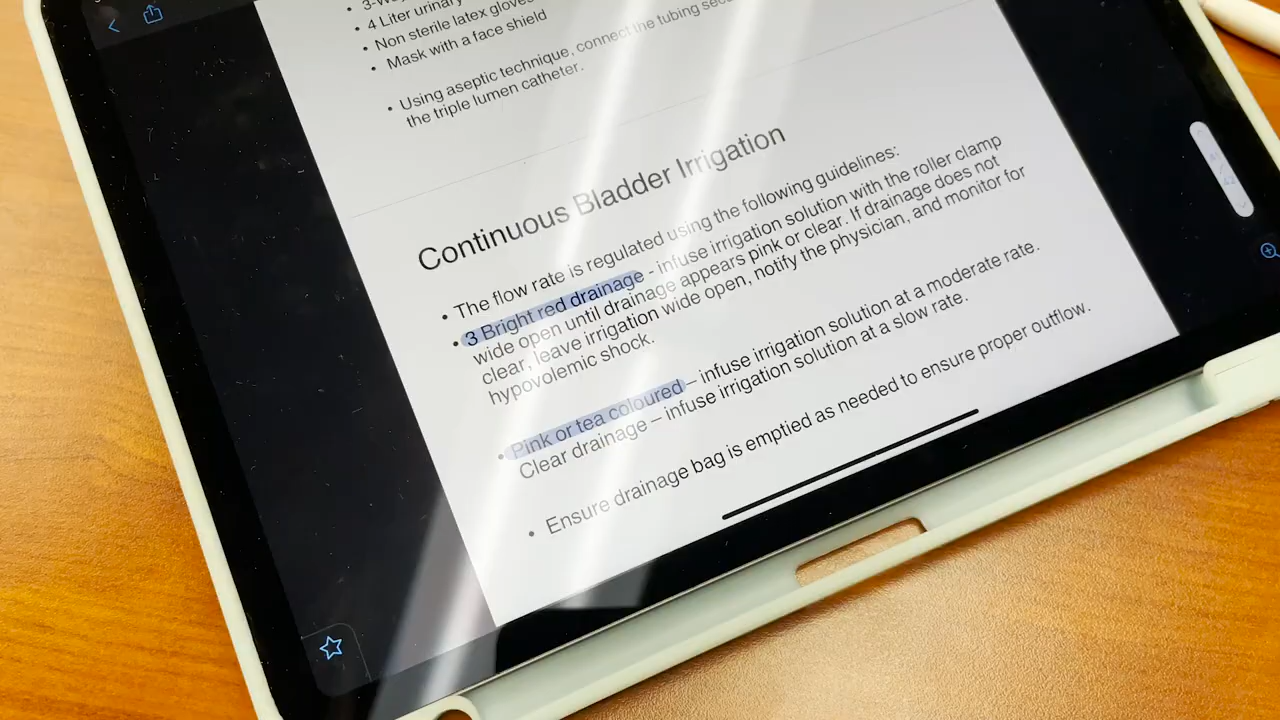 • 3-Way
• 4 Liter urinary
• Non sterile latex gloves
• Mask with a face shield
• Using aseptic technique, connect the tubing
the triple lumen catheter.
Continuous Bladder Irrigation
• The flow rate is regulated using the following guidelines:
• 3 Bright red drainage - infuse irrigation solution with the roller clamp
wide open until drainage appears pink or clear. If drainage does not
clear, leave irrigation wide open, notify the physician, and monitor for
hypovolemic shock.
• Pink or tea coloured – infuse irrigation solution at a moderate rate.
Clear drainage – infuse irrigation solution at a slow rate.
• Ensure drainage bag is emptied as needed to ensure proper outflow.